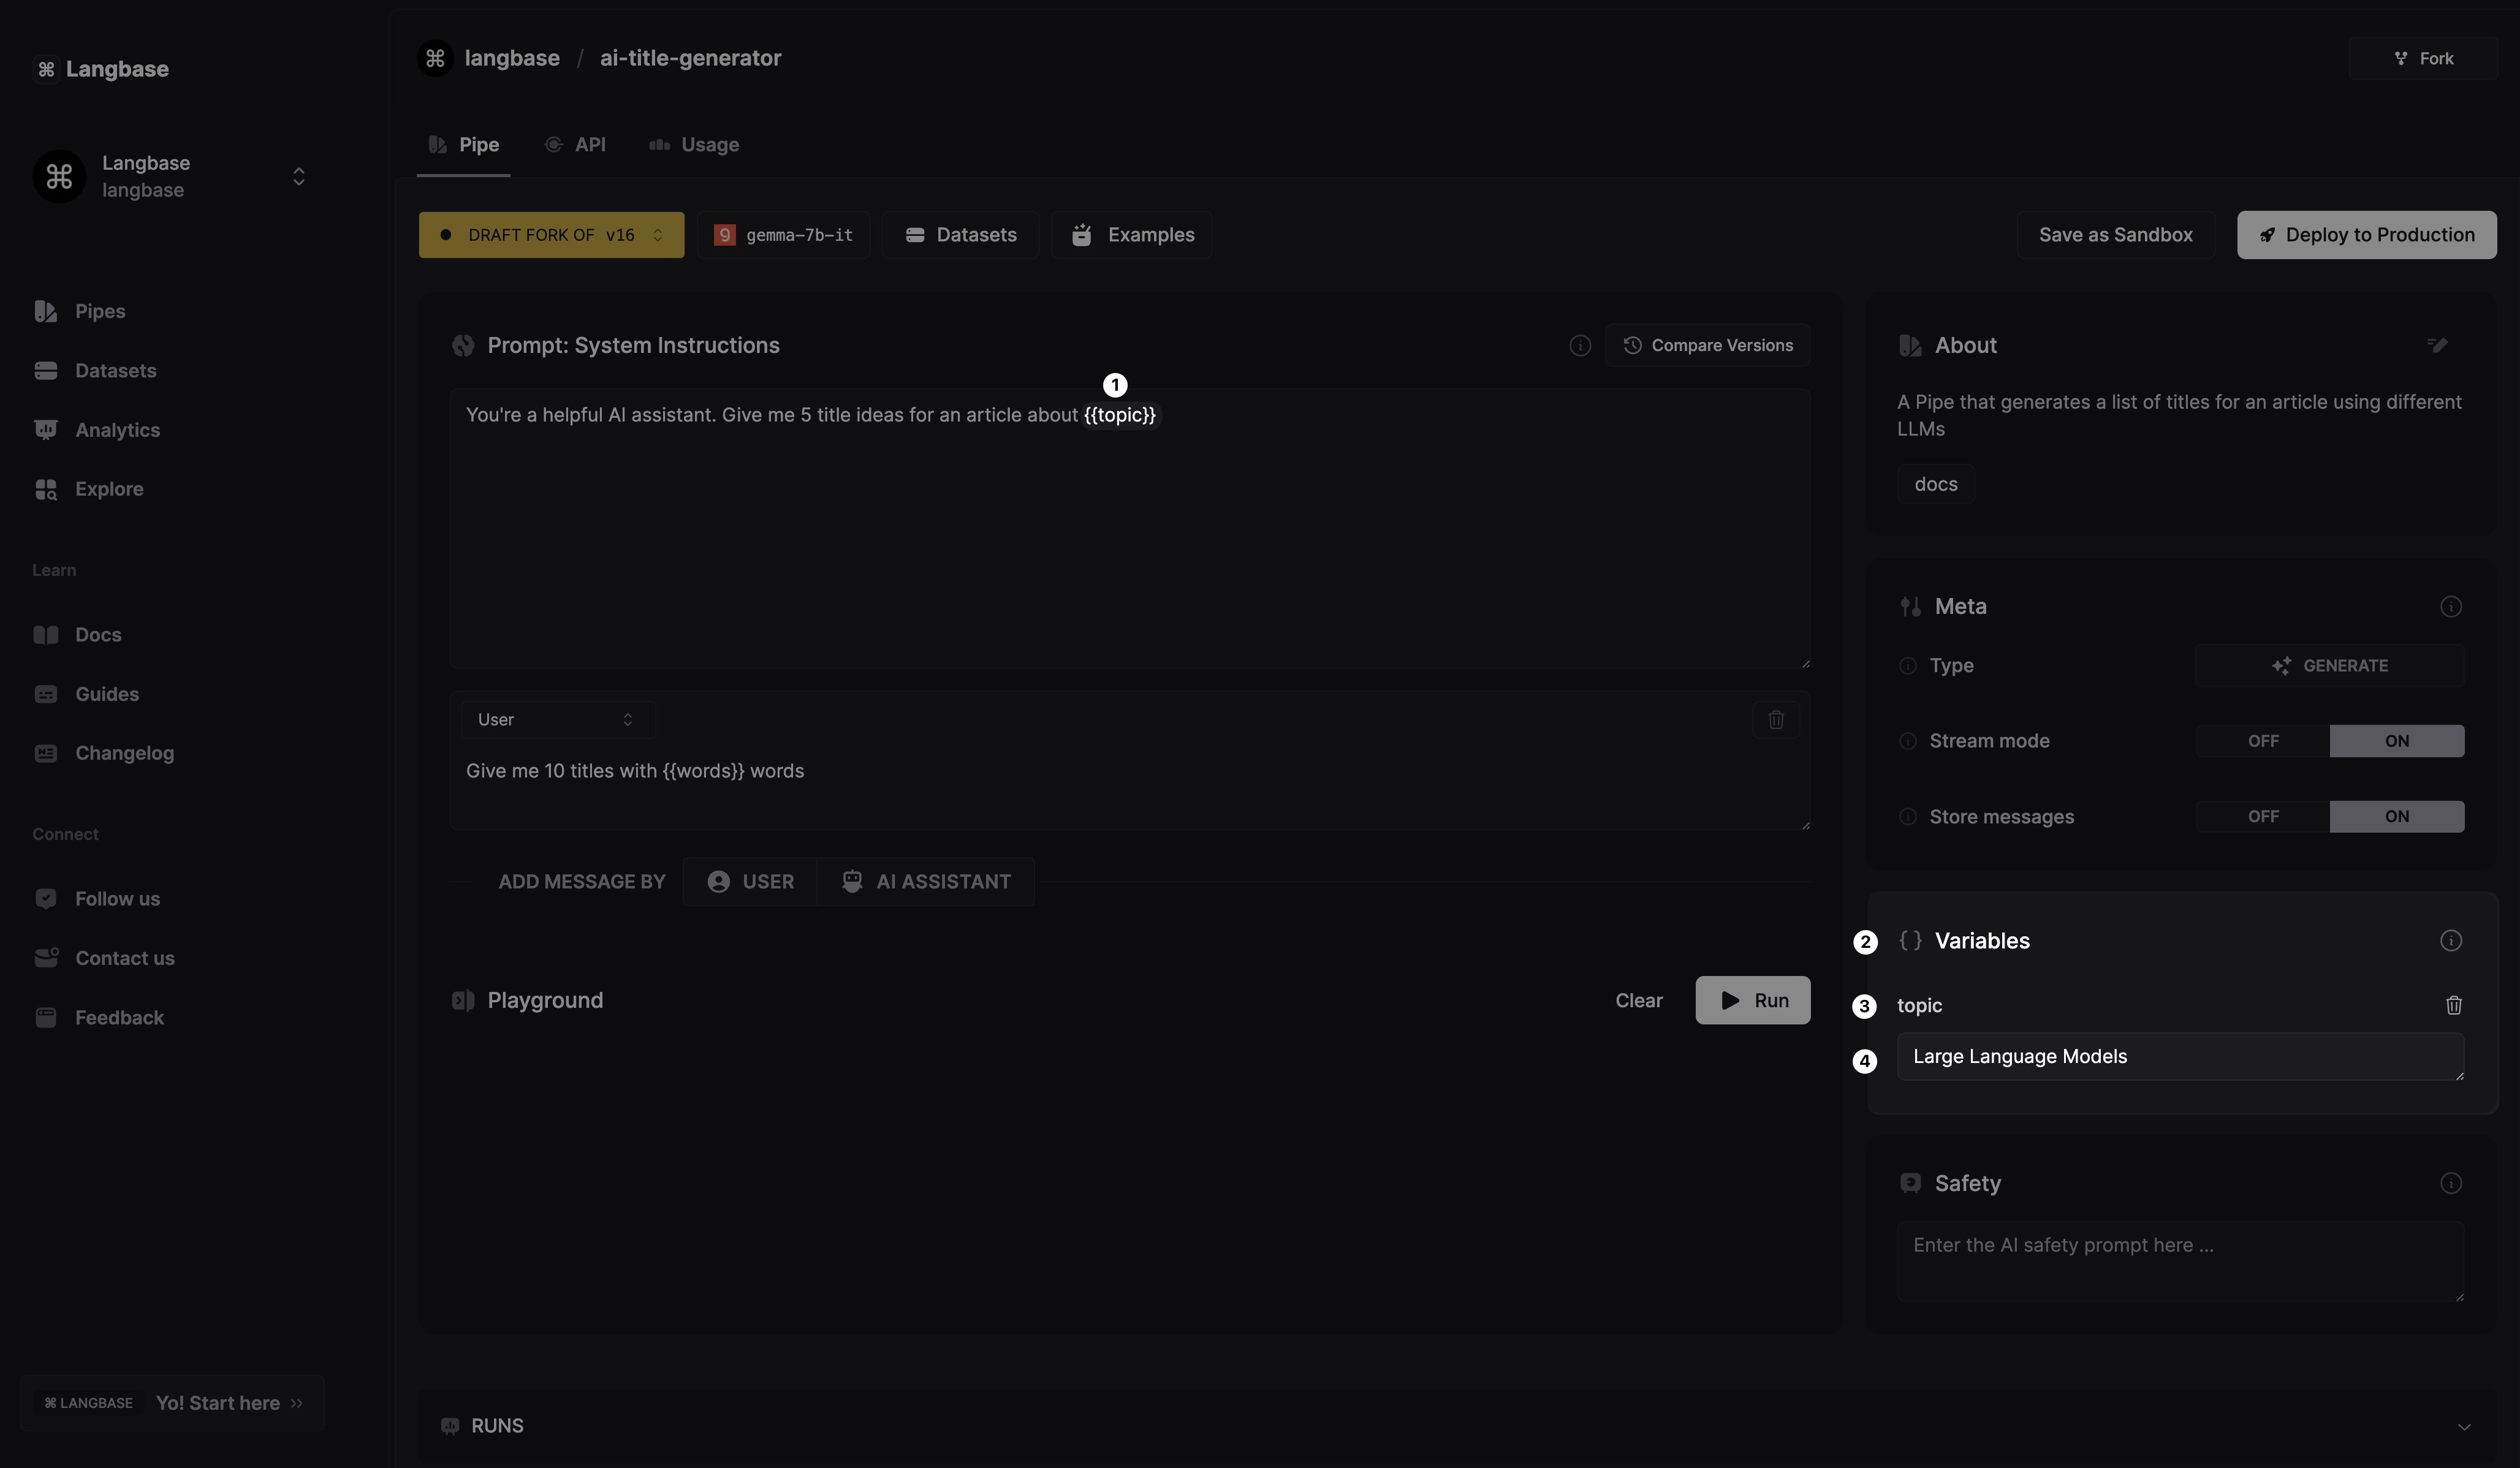 Langbase
Langbase
langbase
Pipes
Datasets
Analytics
Explore
Learn
Docs
Guides
Changelog
Connect
Follow us
Contact us
Feedback
⌘ LANGBASE Yo! Start here »
langbase / ai-title-generator
Fork
Pipe API Usage
DRAFT FORK OF v16 g gemma-7b-it Datasets Examples
Save as Sandbox Deploy to Production
Prompt: System Instructions
Compare Versions
1
You're a helpful AI assistant. Give me 5 title ideas for an article about {{topic}}
User
Give me 10 titles with {{words}} words
ADD MESSAGE BY USER AI ASSISTANT
Playground
Clear Run
About
A Pipe that generates a list of titles for an article using different
LLMs
docs
Meta
Type GENERATE
Stream mode OFF ON
Store messages OFF ON
2 {} Variables
3 topic
4 Large Language Models
Safety
Enter the AI safety prompt here ...
RUNS